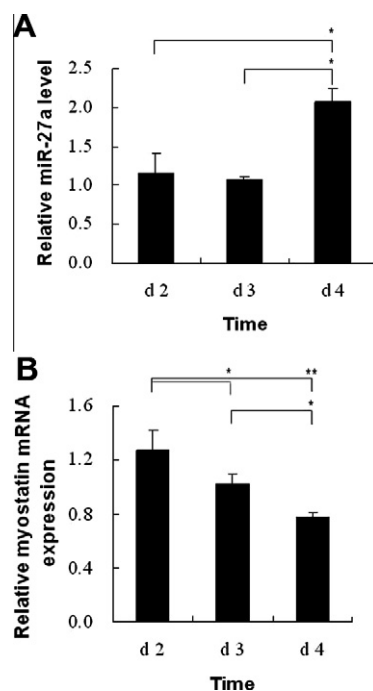 A
*
*
Relative miR-27a level
2.5
2.0
1.5
1.0
0.5
0.0
d 2 d 3 d 4
Time
B
* **
*
Relative myostatin mRNA
expression
1.6
1.2
0.8
0.4
0.0
d 2 d 3 d 4
Time